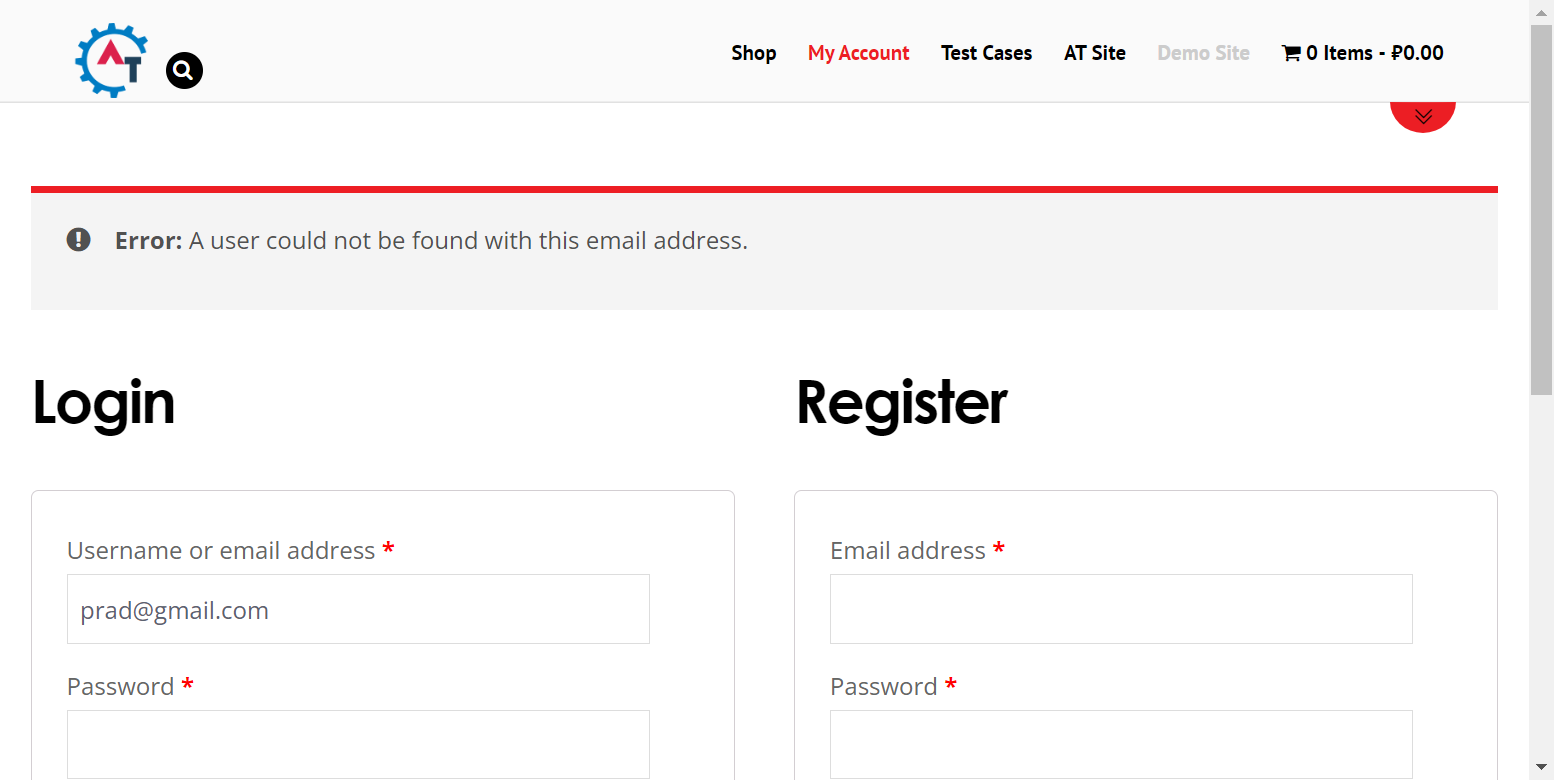 AT
Shop My Account Test Cases AT Site Demo Site 0 Items - ₽0.00
Error: A user could not be found with this email address.
Login
Register
Username or email address *
prad@gmail.com
Password *
Email address *
Password *